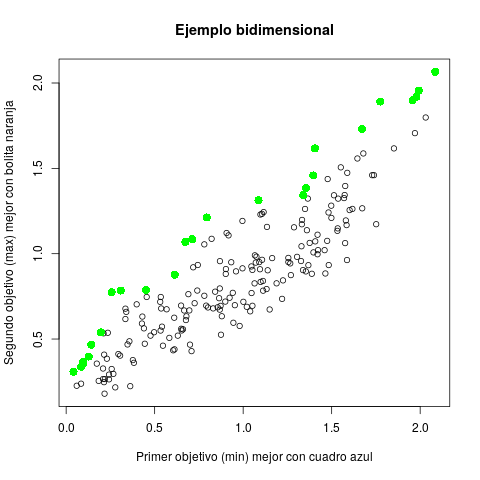 Ejemplo bidimensional
Segundo objetivo (max) mejor con bolita naranja
2.0
1.5
1.0
0.5
0.0 0.5 1.0 1.5 2.0
Primer objetivo (min) mejor con cuadro azul